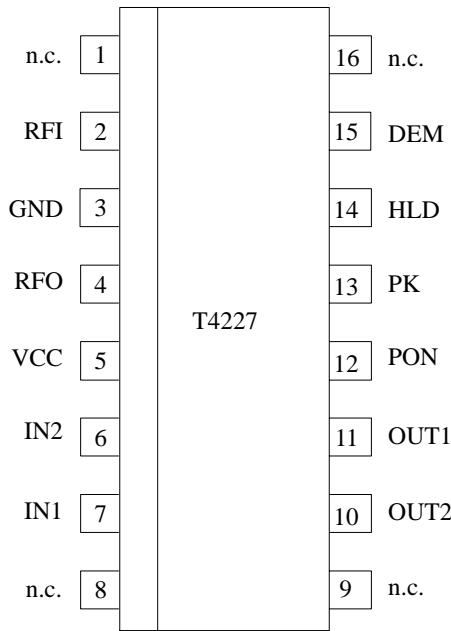 n.c. 1 16 n.c.
RFI 2 15 DEM
GND 3 14 HLD
RFO 4 13 PK
T4227
VCC 5 12 PON
IN2 6 11 OUT1
IN1 7 10 OUT2
n.c. 8 9 n.c.